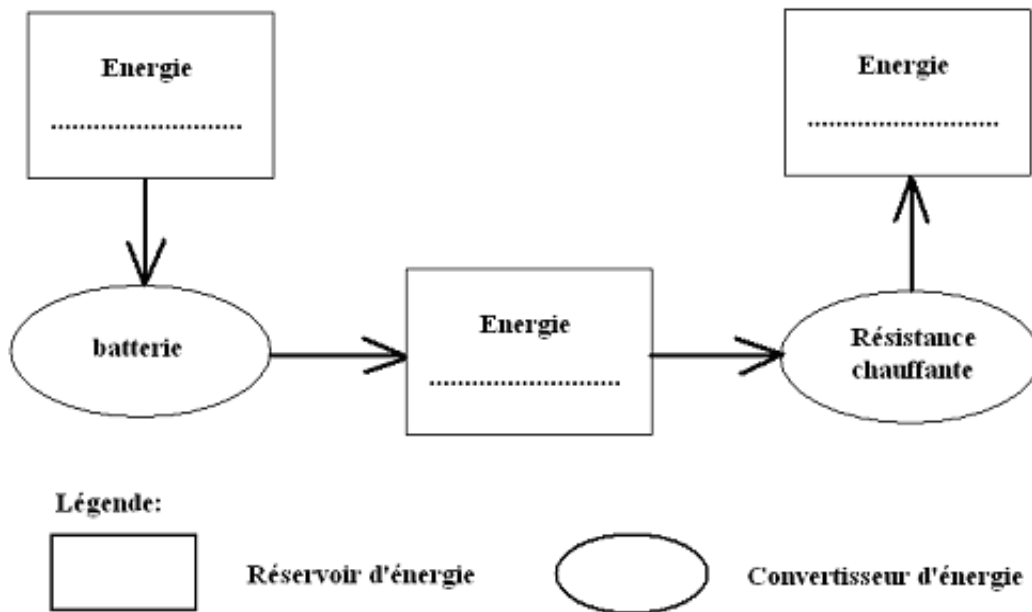 Energie
............................
Energie
............................
batterie
Energie
............................
Résistance
chauffante
Légende:
Réservoir d'énergie
Convertisseur d'énergie